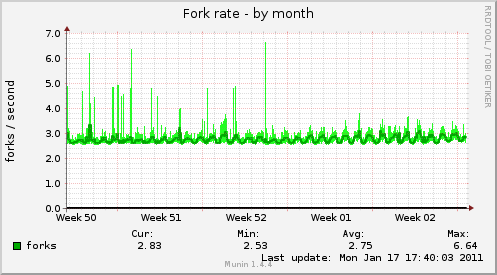 Fork rate - by month
RRDTOOL / TOBI OETIKER
forks / second
7.0
6.0
5.0
4.0
3.0
2.0
1.0
0.0
Week 50 Week 51 Week 52 Week 01 Week 02
Cur: Min: Avg: Max:
forks 2.83 2.53 2.75 6.64
Last update: Mon Jan 17 17:40:03 2011
Munin 1.4.4